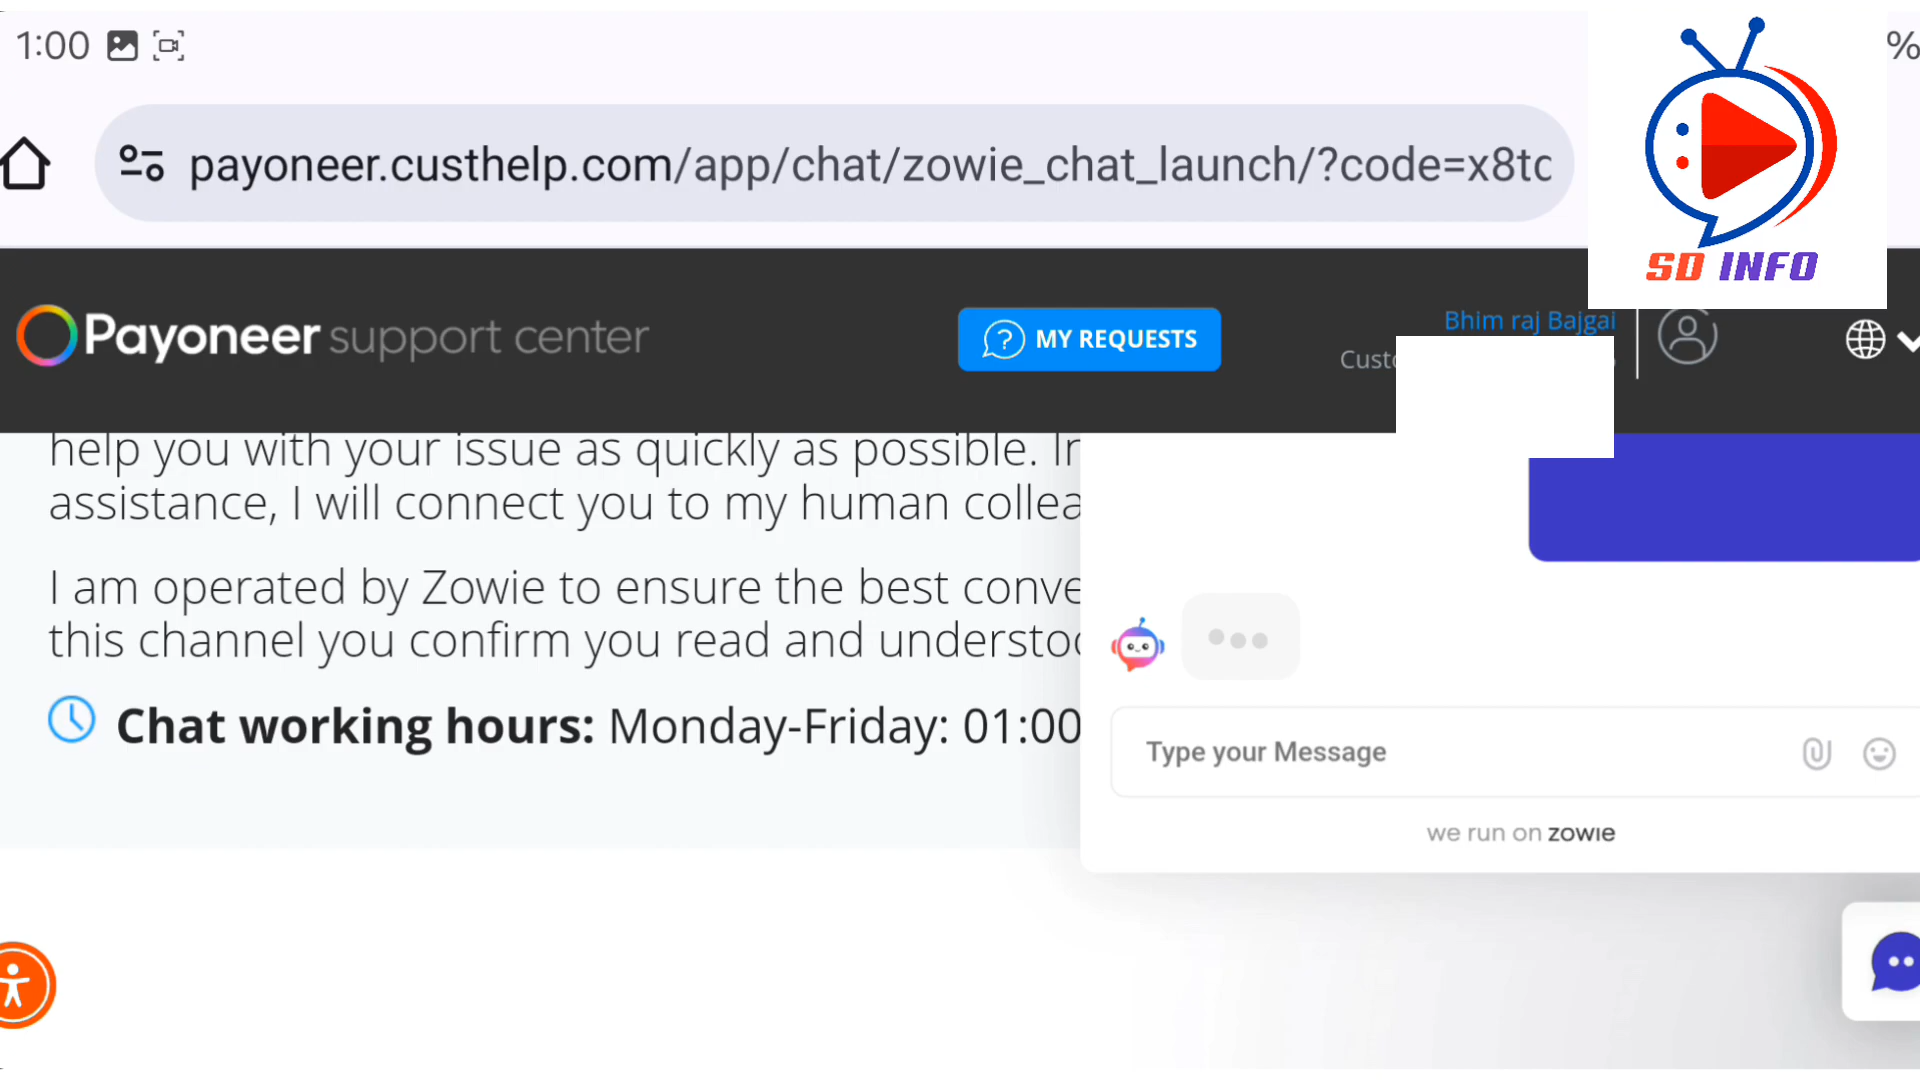 1:00
%
payoneer.custhelp.com/app/chat/zowie_chat_launch/?code=x8tc
SD INFO
Payoneer support center
MY REQUESTS
Bhim raj Bajgai
Custo
help you with your issue as quickly as possible. In
assistance, I will connect you to my human collea
I am operated by Zowie to ensure the best conve
this channel you confirm you read and understoo
Chat working hours: Monday-Friday: 01:00
Type your Message
we run on zowie